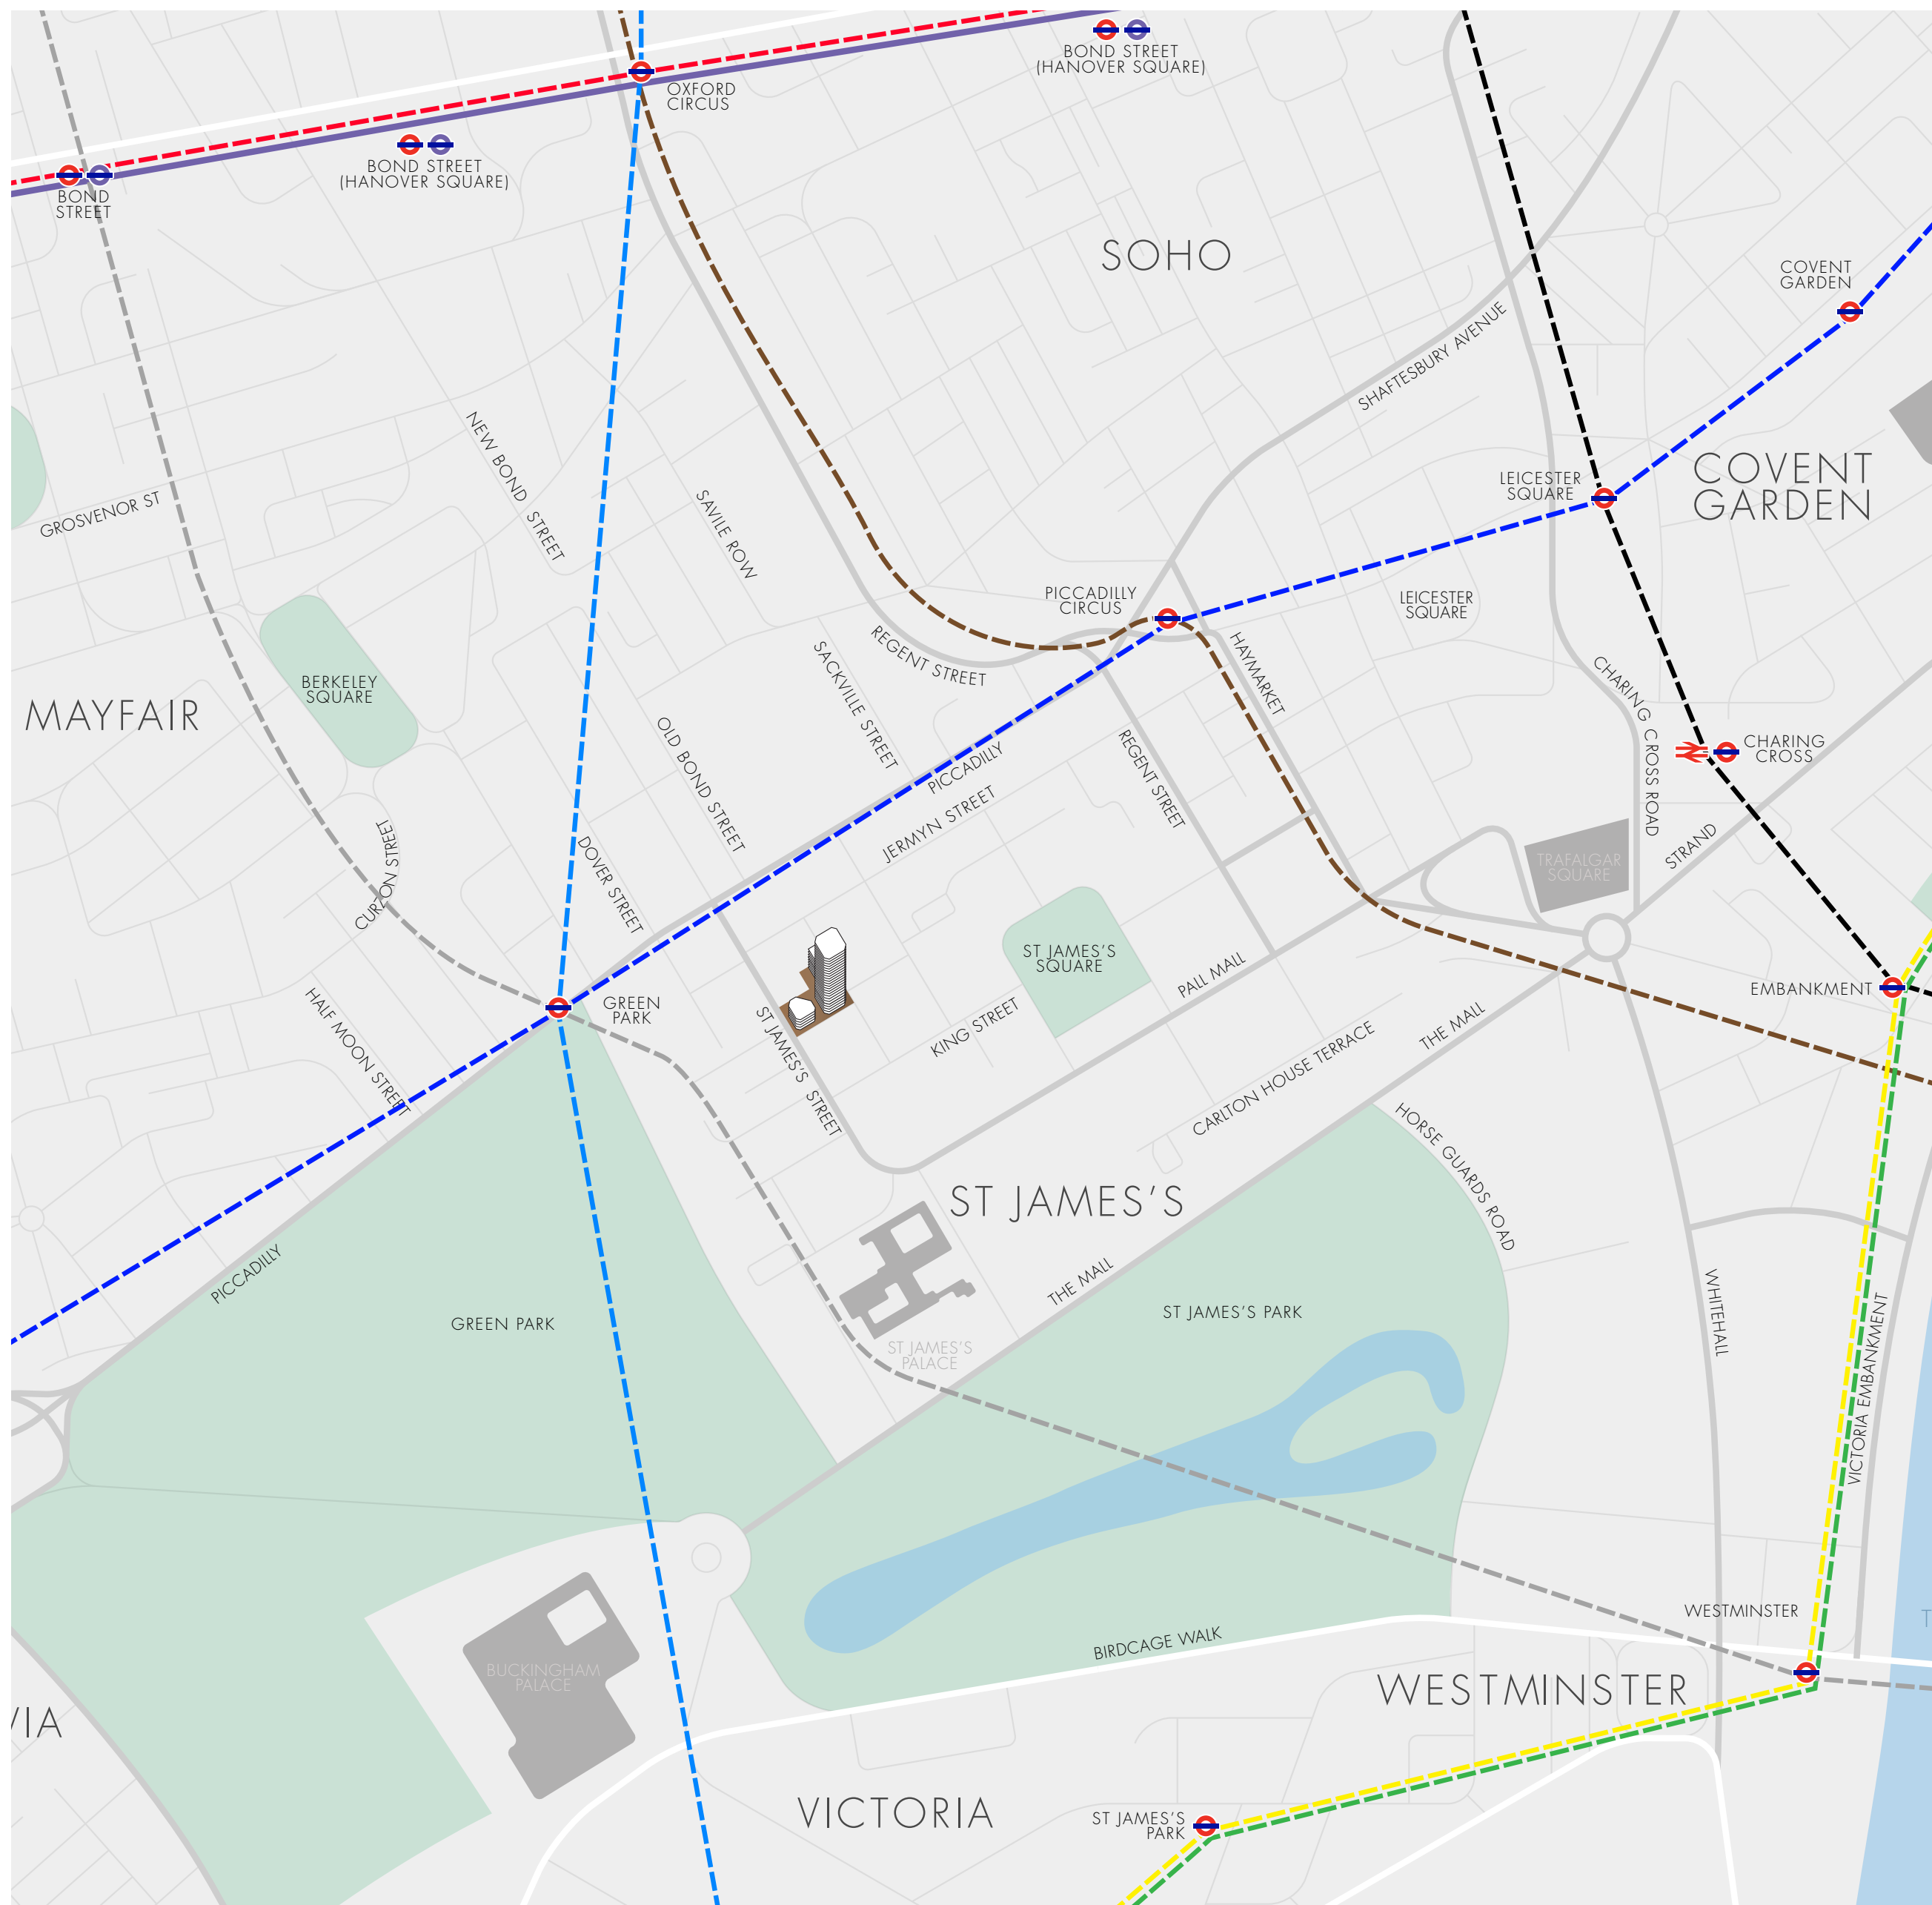 BOND STREET
(HANOVER SQUARE)
OXFORD
CIRCUS
BOND STREET
(HANOVER SQUARE)
BOND
STREET
SOHO
COVENT
GARDEN
SHAFTESBURY AVENUE
NEW BOND STREET
COVENT
GARDEN
LEICESTER
SQUARE
GROSVENOR ST
SAVILE ROW
PICCADILLY
CIRCUS
LEICESTER
SQUARE
REGENT STREET
HAYMARKET
SACKVILLE STREET
BERKELEY
SQUARE
MAYFAIR
CHARING CROSS ROAD
OLD BOND STREET
PICCADILLY
REGENT STREET
CHARING
CROSS
JERMYN STREET
CURZON STREET
DOVER STREET
TRAFALGAR
SQUARE
STRAND
ST JAMES'S
SQUARE
PALL MALL
EMBANKMENT
HALF MOON STREET
GREEN
PARK
ST JAMES'S STREET
KING STREET
THE MALL
CARLTON HOUSE TERRACE
HORSE GUARDS ROAD
ST JAMES'S
PICCADILLY
THE MALL
WHITEHALL
GREEN PARK
ST JAMES'S PARK
ST JAMES'S
PALACE
VICTORIA EMBANKMENT
WESTMINSTER
BIRDCAGE WALK
BUCKINGHAM
PALACE
WESTMINSTER
VIA
VICTORIA
ST JAMES'S
PARK